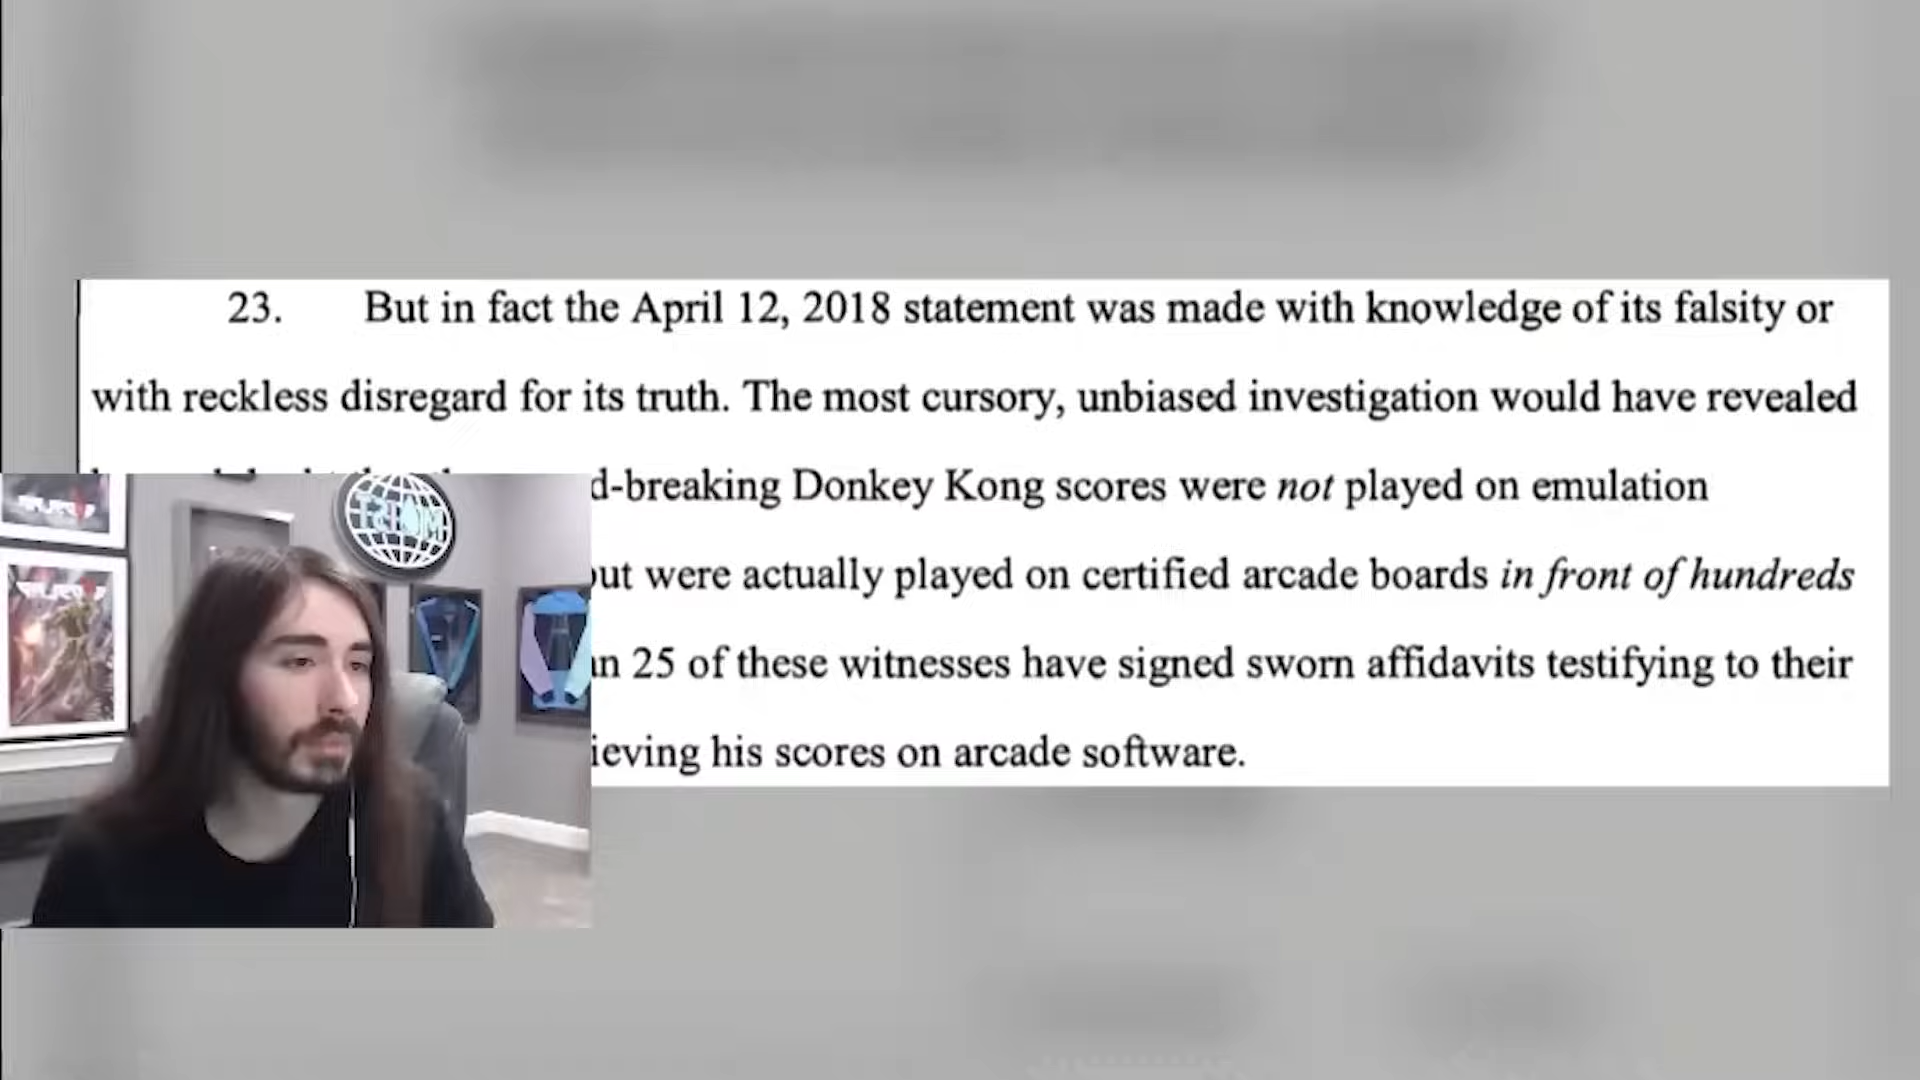 23. But in fact the April 12, 2018 statement was made with knowledge of its falsity or
with reckless disregard for its truth. The most cursory, unbiased investigation would have revealed
d-breaking Donkey Kong scores were not played on emulation
out were actually played on certified arcade boards in front of hundreds
an 25 of these witnesses have signed sworn affidavits testifying to their
ieving his scores on arcade software.